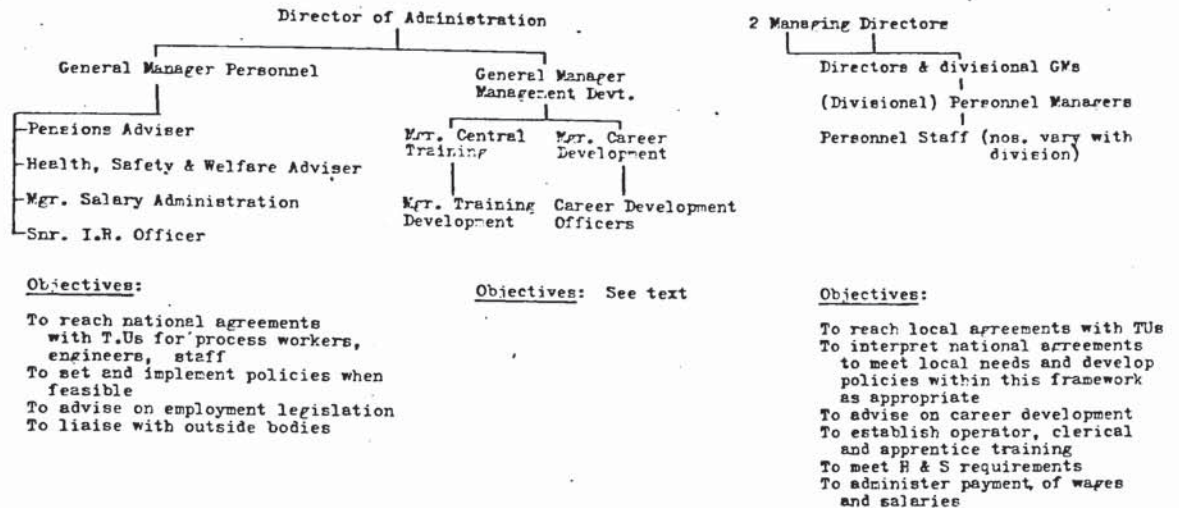 Director of Administration
General Manager Personnel
Pensions Adviser
Health, Safety & Welfare Adviser
Mgr. Salary Administration
Snr. I.R. Officer
General Manager
Management Devt.
Mgr. Central
Training
Mgr. Training
Development
Mgr. Career
Development
Career Development
Officers
2 Managing Directors
Directors & divisional GMs
(Divisional) Personnel Managers
Personnel Staff (nos. vary with
division)
Objectives:
To reach national agreements
with T.Us for process workers,
engineers, staff
To set and implement policies when
feasible
To advise on employment legislation
To liaise with outside bodies
Objectives: See text
Objectives:
To reach local agreements with TUs
To interpret national agreements
to meet local needs and develop
policies within this framework
as appropriate
To advise on career development
To establish operator, clerical
and apprentice training
To meet H & S requirements
To administer payment of wages
and salaries